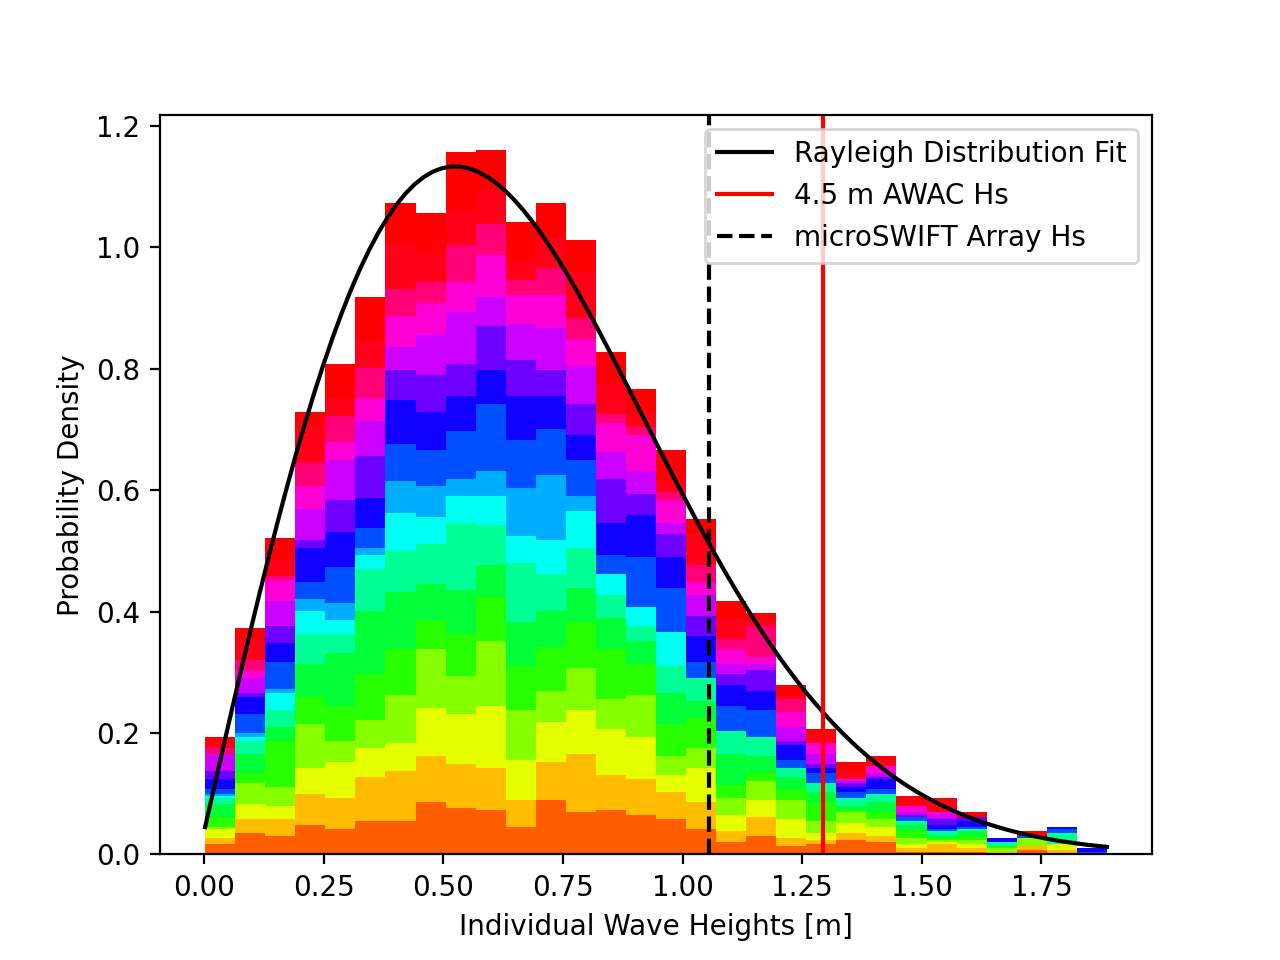 1.2
1.0
0.8
0.6
0.4
0.2
0.0
Probability Density
Rayleigh Distribution Fit
4.5 m AWAC Hs
microSWIFT Array Hs
0.00 0.25 0.50 0.75 1.00 1.25 1.50 1.75
Individual Wave Heights [m]